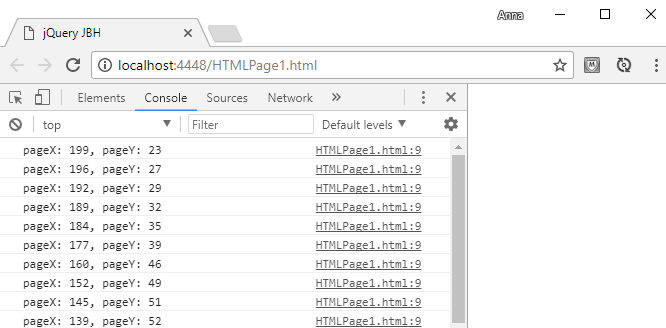 Anna
jQuery JBH
localhost:4448/HTMLPage1.html
Elements Console Sources Network »
top Filter Default levels
pageX: 199, pageY: 23 HTMLPage1.html:9
pageX: 196, pageY: 27 HTMLPage1.html:9
pageX: 192, pageY: 29 HTMLPage1.html:9
pageX: 189, pageY: 32 HTMLPage1.html:9
pageX: 184, pageY: 35 HTMLPage1.html:9
pageX: 177, pageY: 39 HTMLPage1.html:9
pageX: 160, pageY: 46 HTMLPage1.html:9
pageX: 152, pageY: 49 HTMLPage1.html:9
pageX: 145, pageY: 51 HTMLPage1.html:9
pageX: 139, pageY: 52 HTMLPage1.html:9